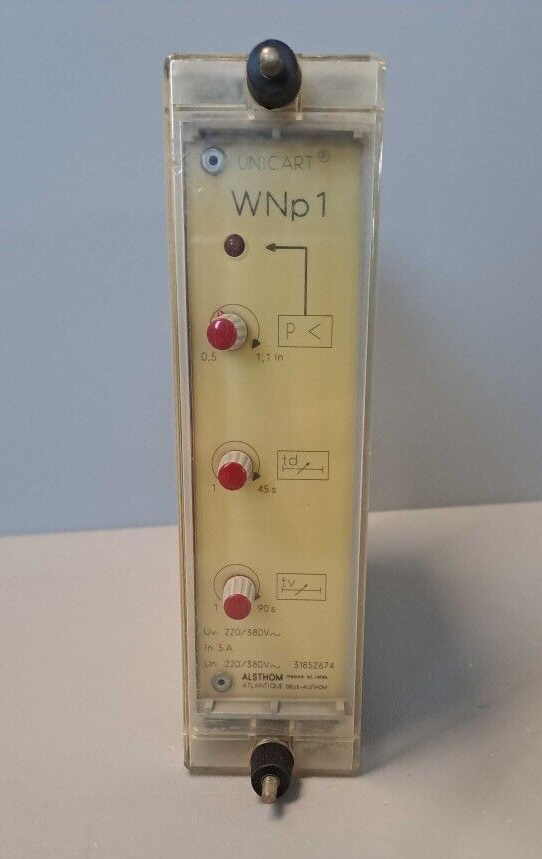 UNICART ®
WNp1
p <
0,5 1,1 In
td
1 45 s
tv
1 90 s
Uv. 220/380V~
In. 5 A
Un. 220/380V~ 31852674
ALSTHOM
ATLANTIQUE DELLE-ALSTHOM